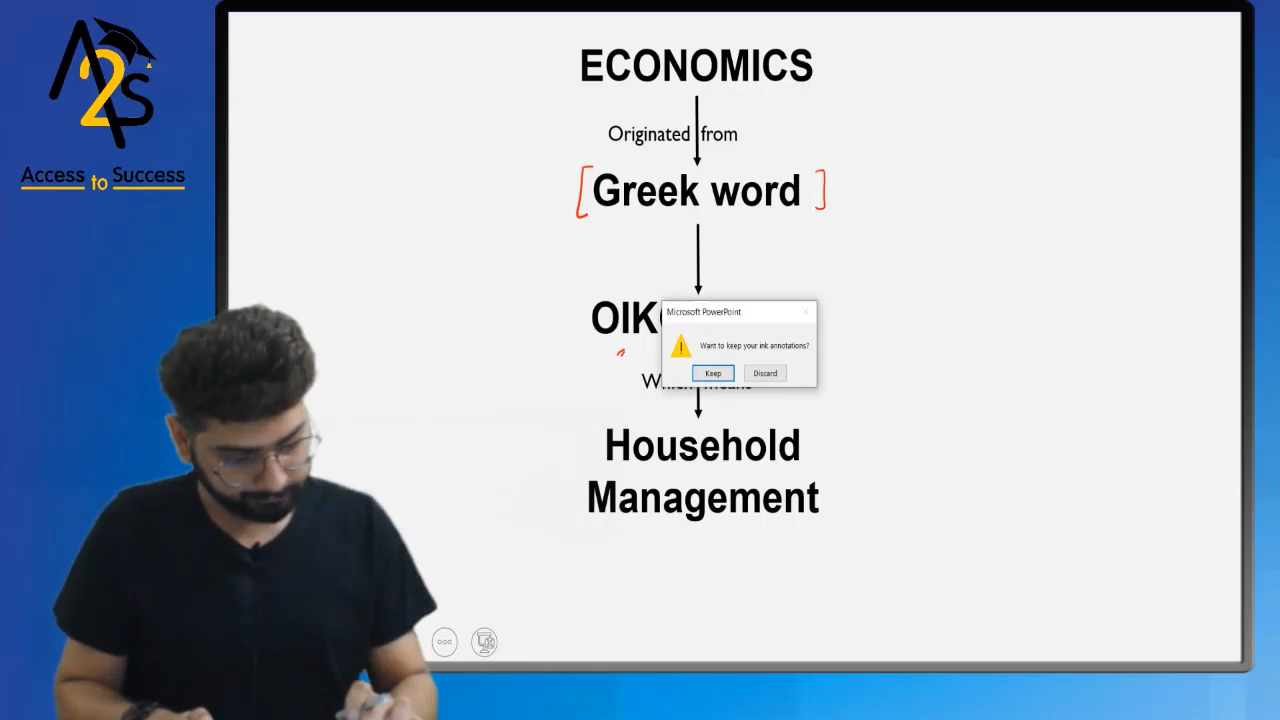 A2S
Access to Success
ECONOMICS
Originated from
[Greek word]
Microsoft PowerPoint
Want to keep your ink annotations?
Keep
Discard
Household
Management